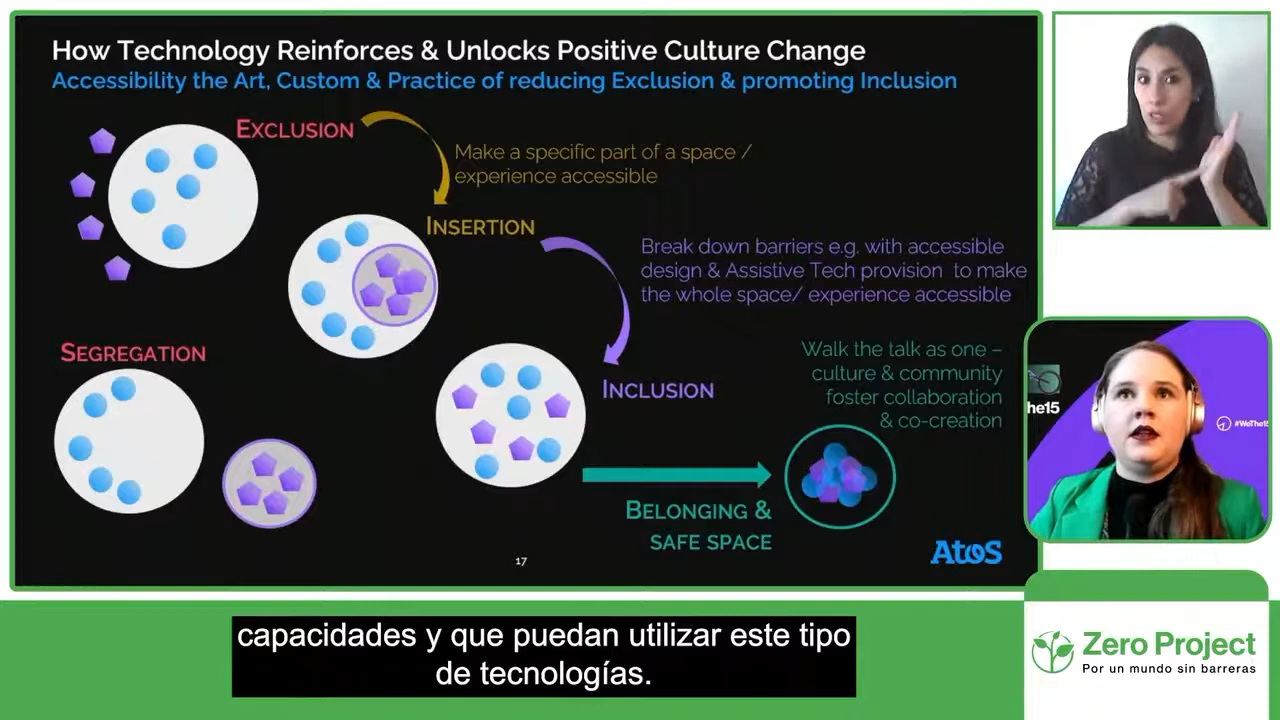 How Technology Reinforces & Unlocks Positive Culture Change
Accessibility the Art, Custom & Practice of reducing Exclusion & promoting Inclusion
EXCLUSION
Make a specific part of a space /
experience accessible
INSERTION
Break down barriers e.g. with accessible
design & Assistive Tech provision to make
the whole space/ experience accessible
SEGREGATION
INCLUSION
Walk the talk as one –
culture & community
foster collaboration
& co-creation
BELONGING &
SAFE SPACE
17
Atos
he15
#WeThe15
capacidades y que puedan utilizar este tipo
de tecnologías.
Zero Project
Por un mundo sin barreras